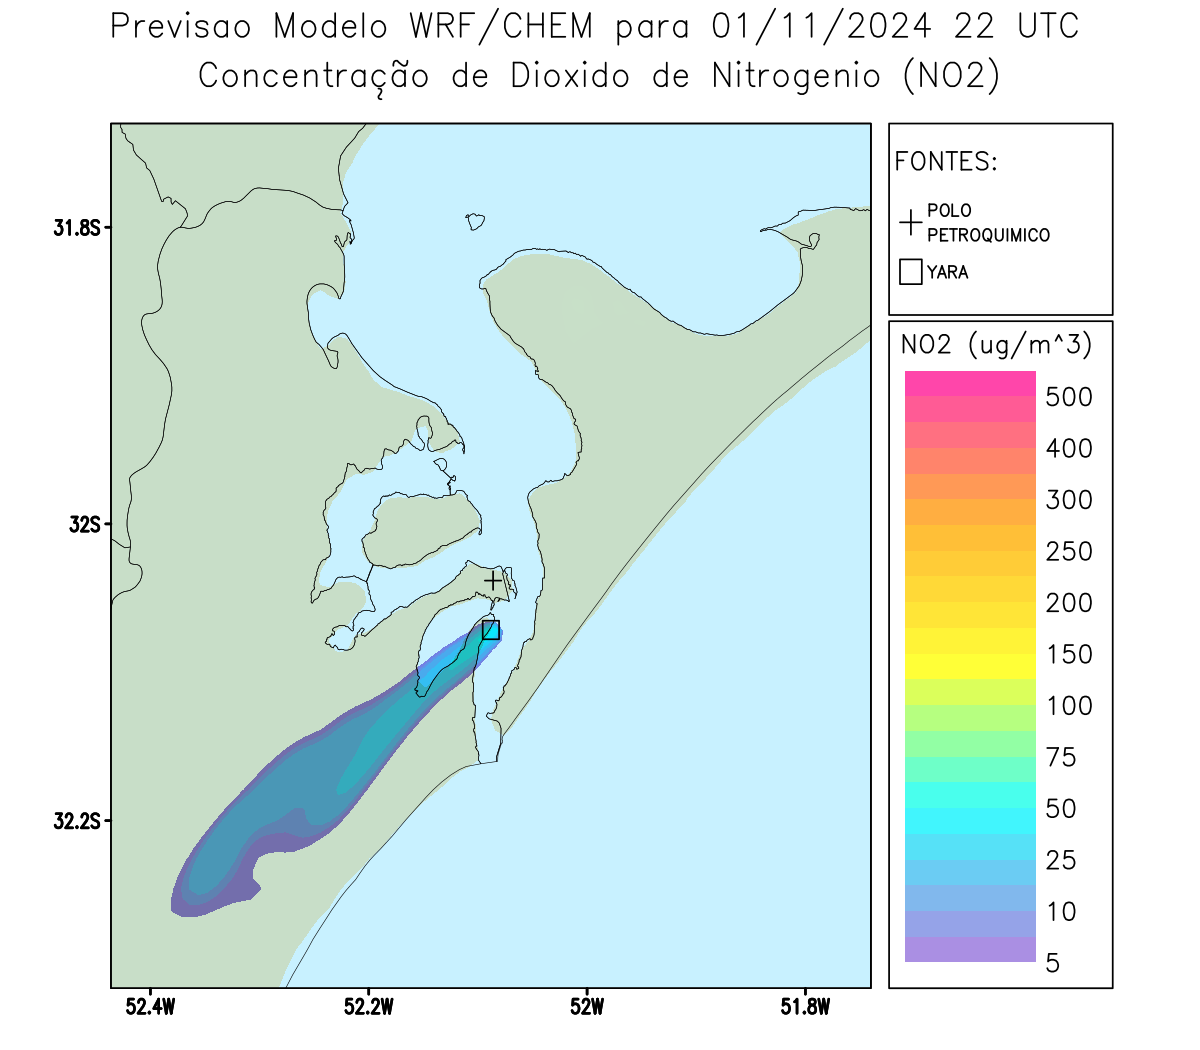 Previsao Modelo WRF/CHEM para 01/11/2024 22 UTC
Concentração de Dioxido de Nitrogenio (NO2)
31.8S
32S
32.2S
52.4W
52.2W
52W
51.8W
FONTES:
POLO
PETROQUIMICO
YARA
NO2 (ug/m^3)
500
400
300
250
200
150
100
75
50
25
10
5